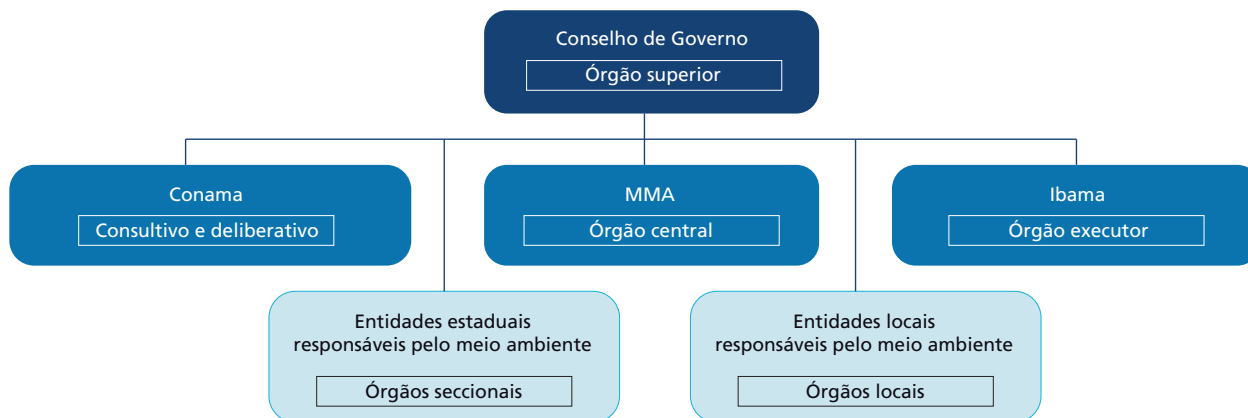 Conselho de Governo
Órgão superior
Conama
Consultivo e deliberativo
MMA
Órgão central
Ibama
Órgão executor
Entidades estaduais
responsáveis pelo meio ambiente
Órgãos seccionais
Entidades locais
responsáveis pelo meio ambiente
Órgãos locais